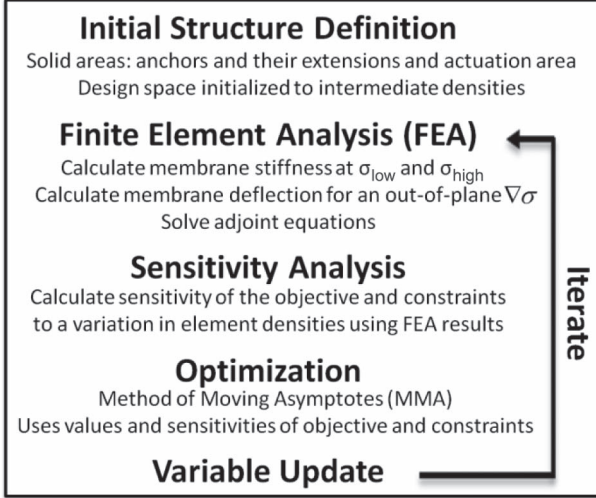 Initial Structure Definition
Solid areas: anchors and their extensions and actuation area
Design space initialized to intermediate densities
Finite Element Analysis (FEA)
Calculate membrane stiffness at σlow and σhigh
Calculate membrane deflection for an out-of-plane ∇σ
Solve adjoint equations
Sensitivity Analysis
Calculate sensitivity of the objective and constraints
to a variation in element densities using FEA results
Optimization
Method of Moving Asymptotes (MMA)
Uses values and sensitivities of objective and constraints
Variable Update
Iterate